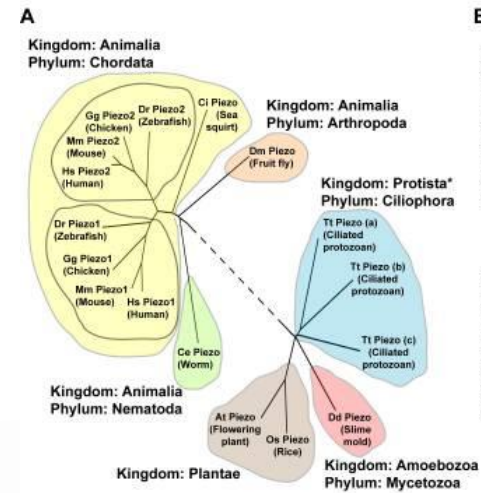 A
B
Kingdom: Animalia
Phylum: Chordata
Dr Piezo2
(Zebrafish)
Ci Piezo
(Sea
squirt)
Gg Piezo2
(Chicken)
Mm Piezo2
(Mouse)
Hs Piezo2
(Human)
Dr Piezo1
(Zebrafish)
Gg Piezo1
(Chicken)
Mm Piezo1
(Mouse)
Hs Piezo1
(Human)
Kingdom: Animalia
Phylum: Arthropoda
Dm Piezo
(Fruit fly)
Kingdom: Protista*
Phylum: Ciliophora
Tt Piezo (a)
(Ciliated
protozoan)
Tt Piezo (b)
(Ciliated
protozoan)
Tt Piezo (c)
(Ciliated
protozoan)
Ce Piezo
(Worm)
Kingdom: Animalia
Phylum: Nematoda
At Piezo
(Flowering
plant)
Os Piezo
(Rice)
Kingdom: Plantae
Dd Piezo
(Slime
mold)
Kingdom: Amoebozoa
Phylum: Mycetozoa